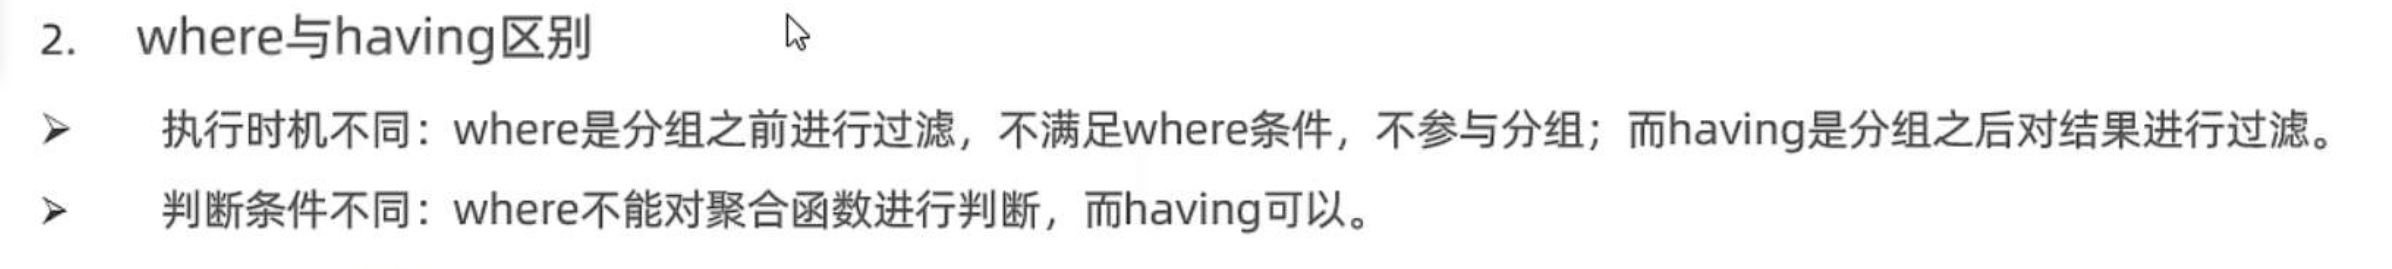 2. where与having区别
➢ 执行时机不同：where是分组之前进行过滤，不满足where条件，不参与分组；而having是分组之后对结果进行过滤。
➢ 判断条件不同：where不能对聚合函数进行判断，而having可以。